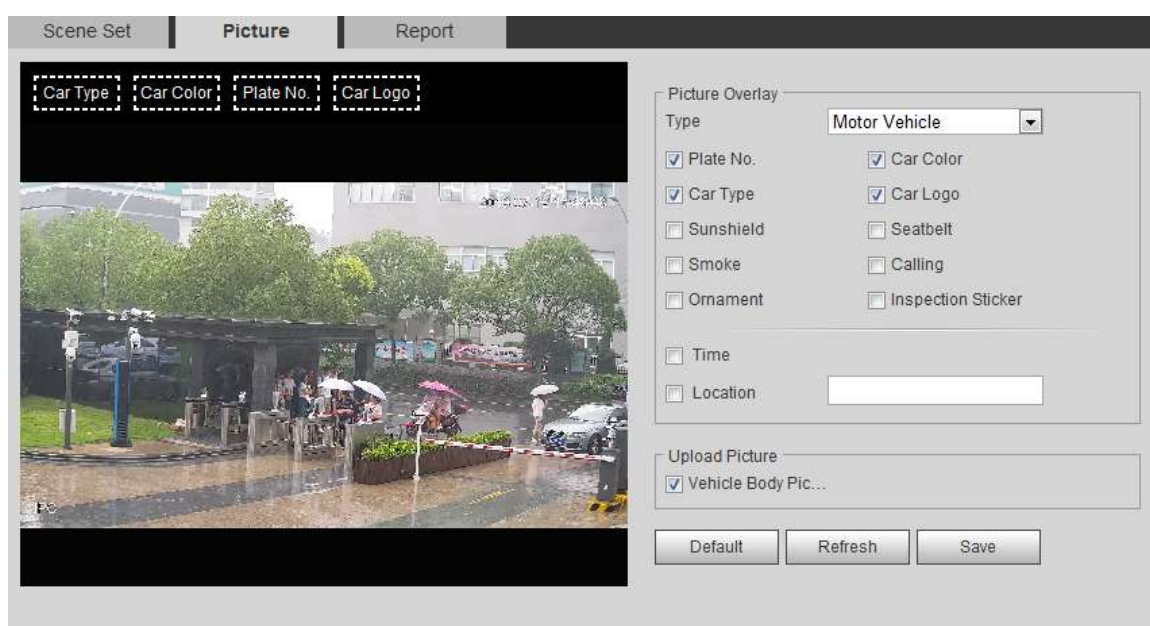 Scene Set Picture Report
Car Type Car Color Plate No. Car Logo
Picture Overlay
Type Motor Vehicle
Plate No. Car Color
Car Type Car Logo
Sunshield Seatbelt
Smoke Calling
Ornament Inspection Sticker
Time
Location
Upload Picture
Vehicle Body Pic...
Default Refresh Save
PC